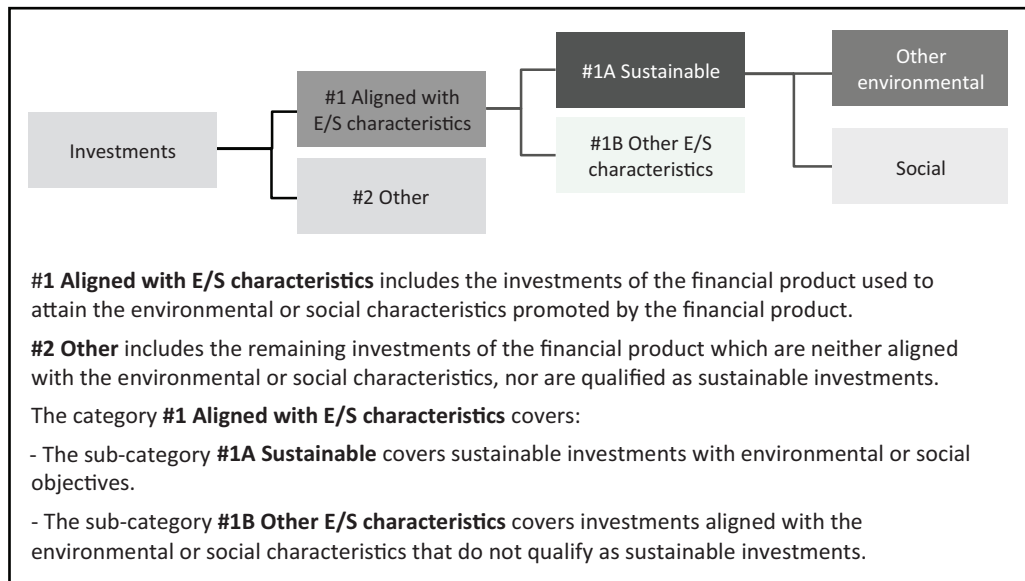 Investments
#1 Aligned with
E/S characteristics
#2 Other
#1A Sustainable
#1B Other E/S
characteristics
Other
environmental
Social
#1 Aligned with E/S characteristics includes the investments of the financial product used to
attain the environmental or social characteristics promoted by the financial product.
#2 Other includes the remaining investments of the financial product which are neither aligned
with the environmental or social characteristics, nor are qualified as sustainable investments.
The category #1 Aligned with E/S characteristics covers:
- The sub-category #1A Sustainable covers sustainable investments with environmental or social
objectives.
- The sub-category #1B Other E/S characteristics covers investments aligned with the
environmental or social characteristics that do not qualify as sustainable investments.